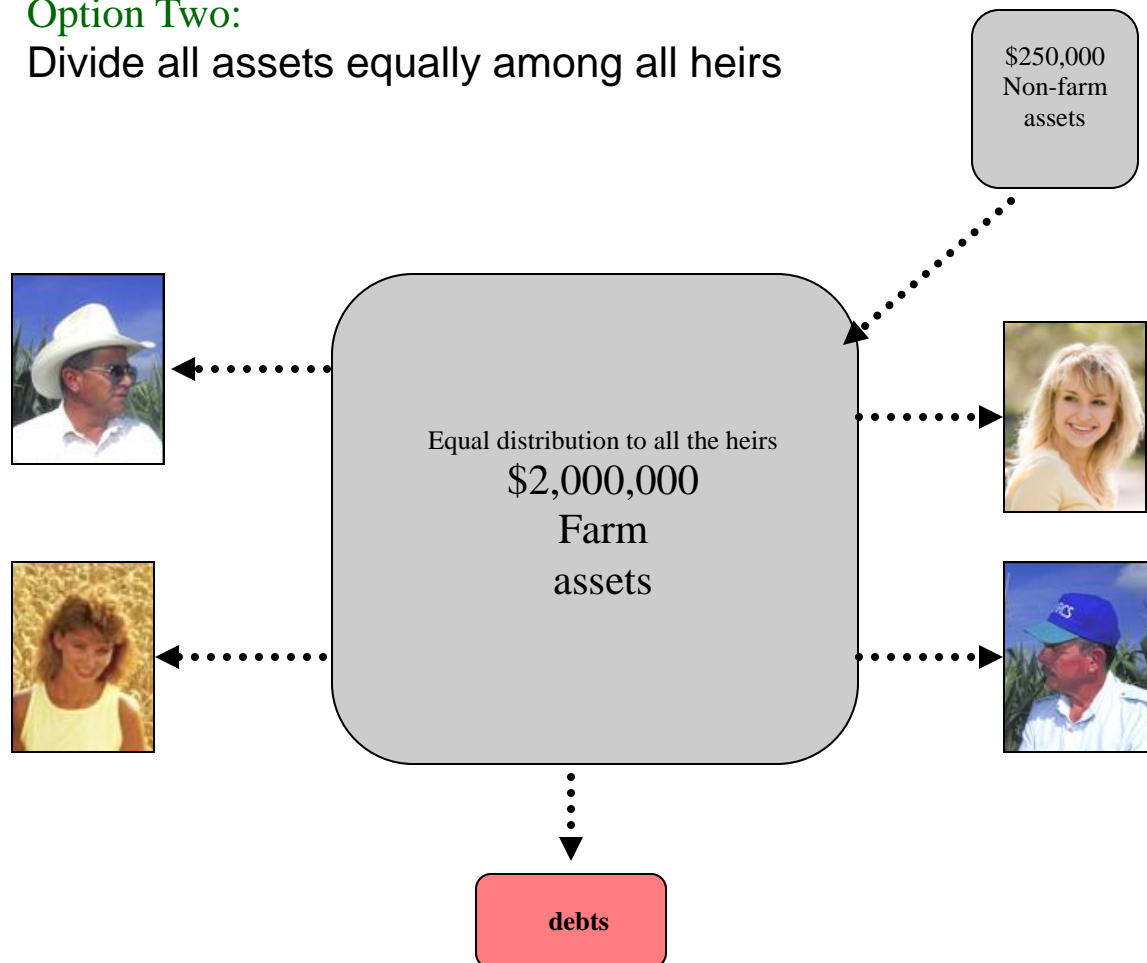 Option Two:
Divide all assets equally among all heirs
$250,000
Non-farm
assets
Equal distribution to all the heirs
$2,000,000
Farm
assets
debts